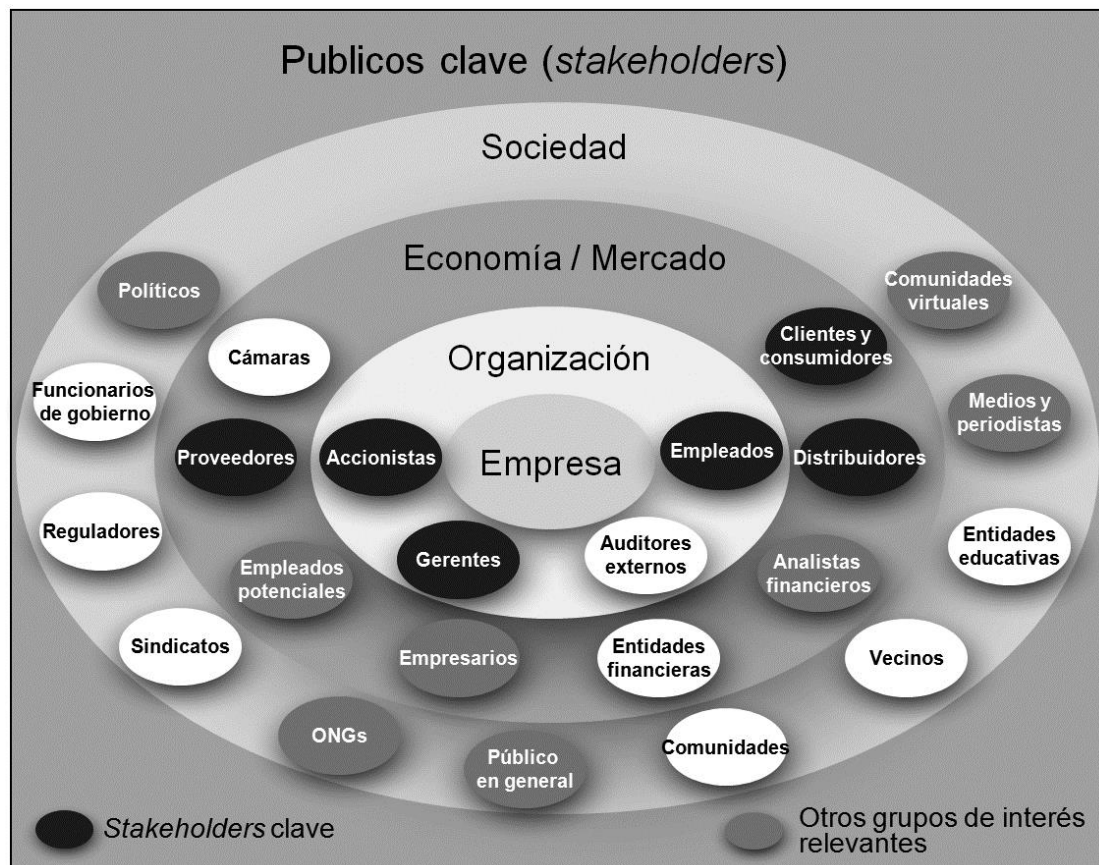 Publicos clave (stakeholders)
Sociedad
Economía / Mercado
Organización
Empresa
Políticos
Comunidades
virtuales
Cámaras
Clientes y
consumidores
Funcionarios
de gobierno
Medios y
periodistas
Proveedores
Accionistas
Empleados
Distribuidores
Reguladores
Gerentes
Auditores
externos
Entidades
educativas
Empleados
potenciales
Analistas
financieros
Sindicatos
Empresarios
Entidades
financieras
Vecinos
ONGs
Público
en general
Comunidades
Stakeholders clave
Otros grupos de interés
relevantes